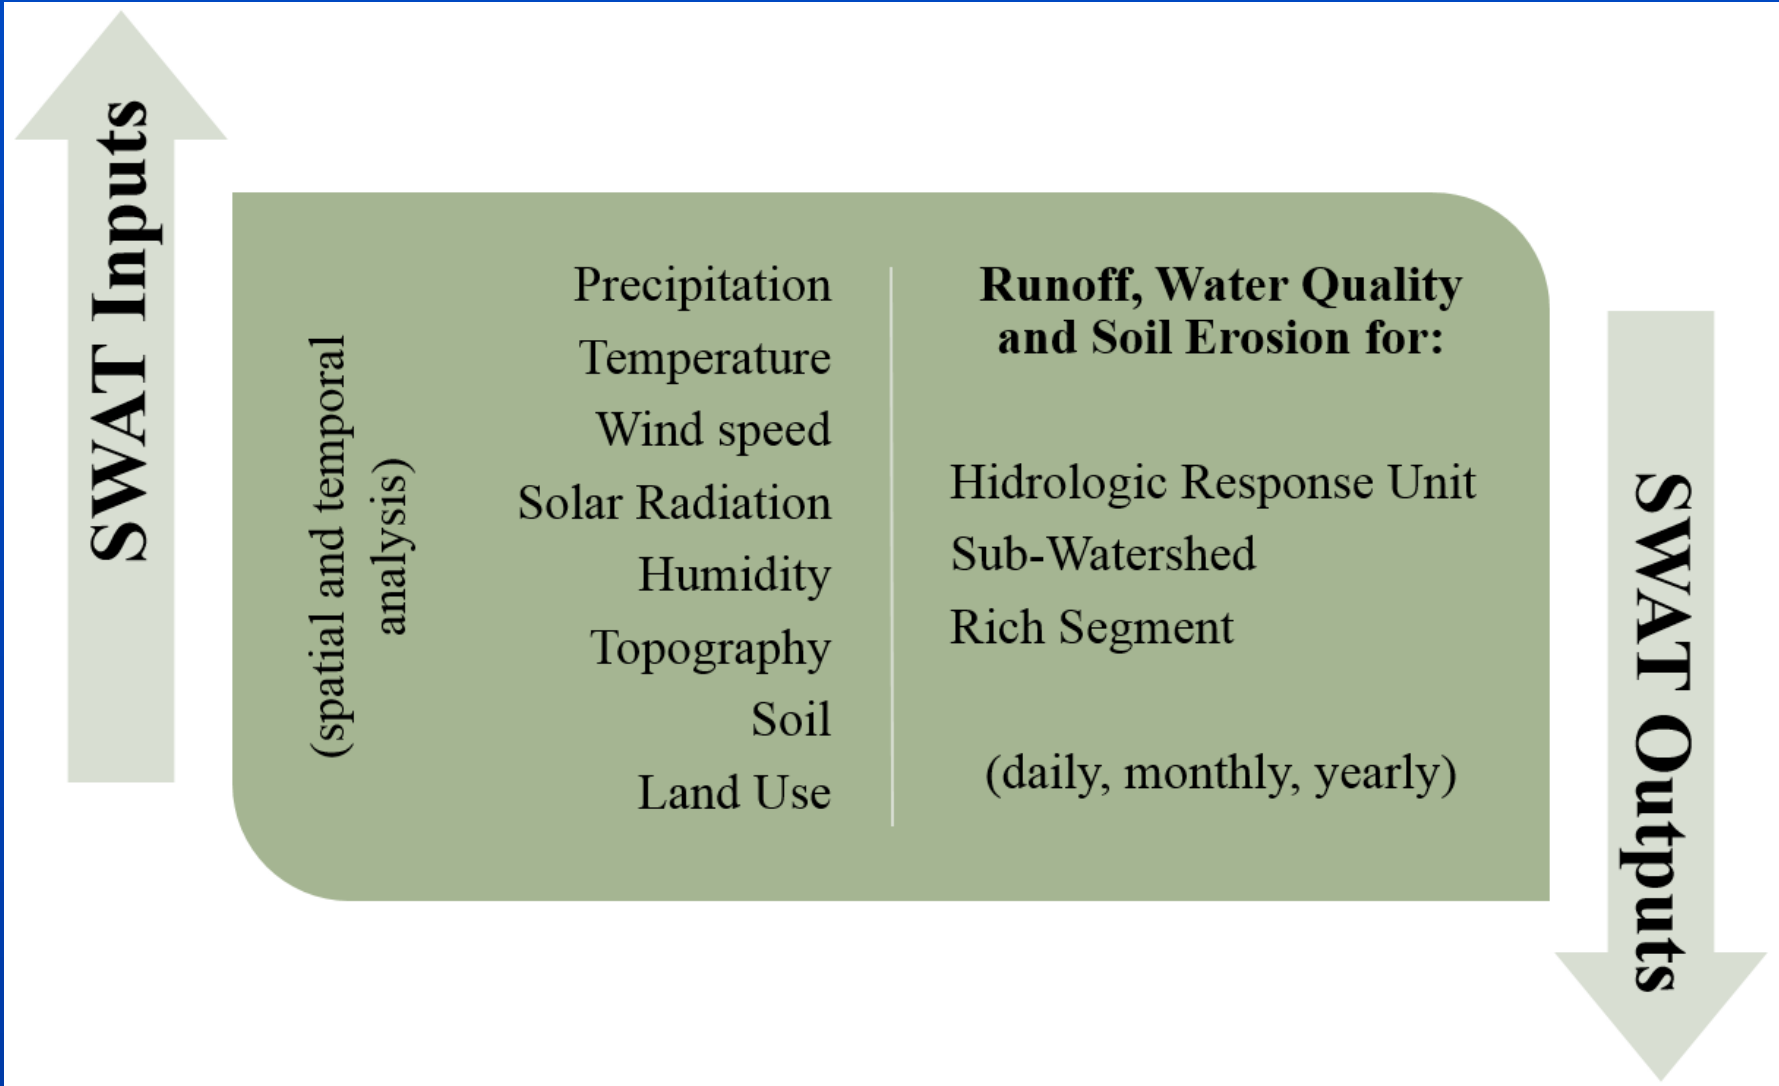 SWAT Inputs
(spatial and temporal
analysis)
Precipitation
Temperature
Wind speed
Solar Radiation
Humidity
Topography
Soil
Land Use
Runoff, Water Quality
and Soil Erosion for:
Hidrologic Response Unit
Sub-Watershed
Rich Segment
(daily, monthly, yearly)
SWAT Outputs